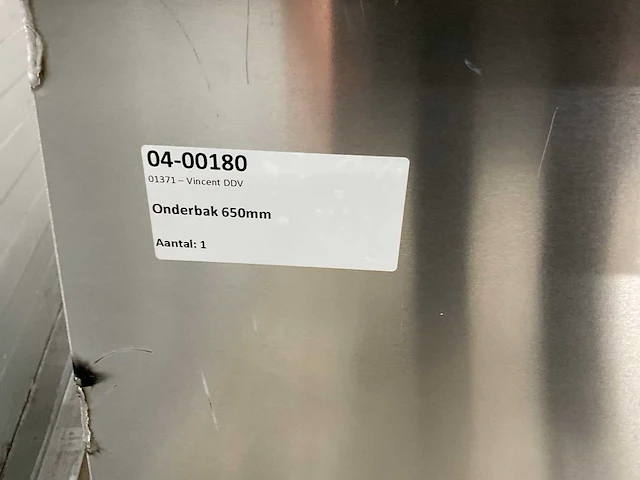 04-00180
01371 – Vincent DDV
Onderbak 650mm
Aantal: 1